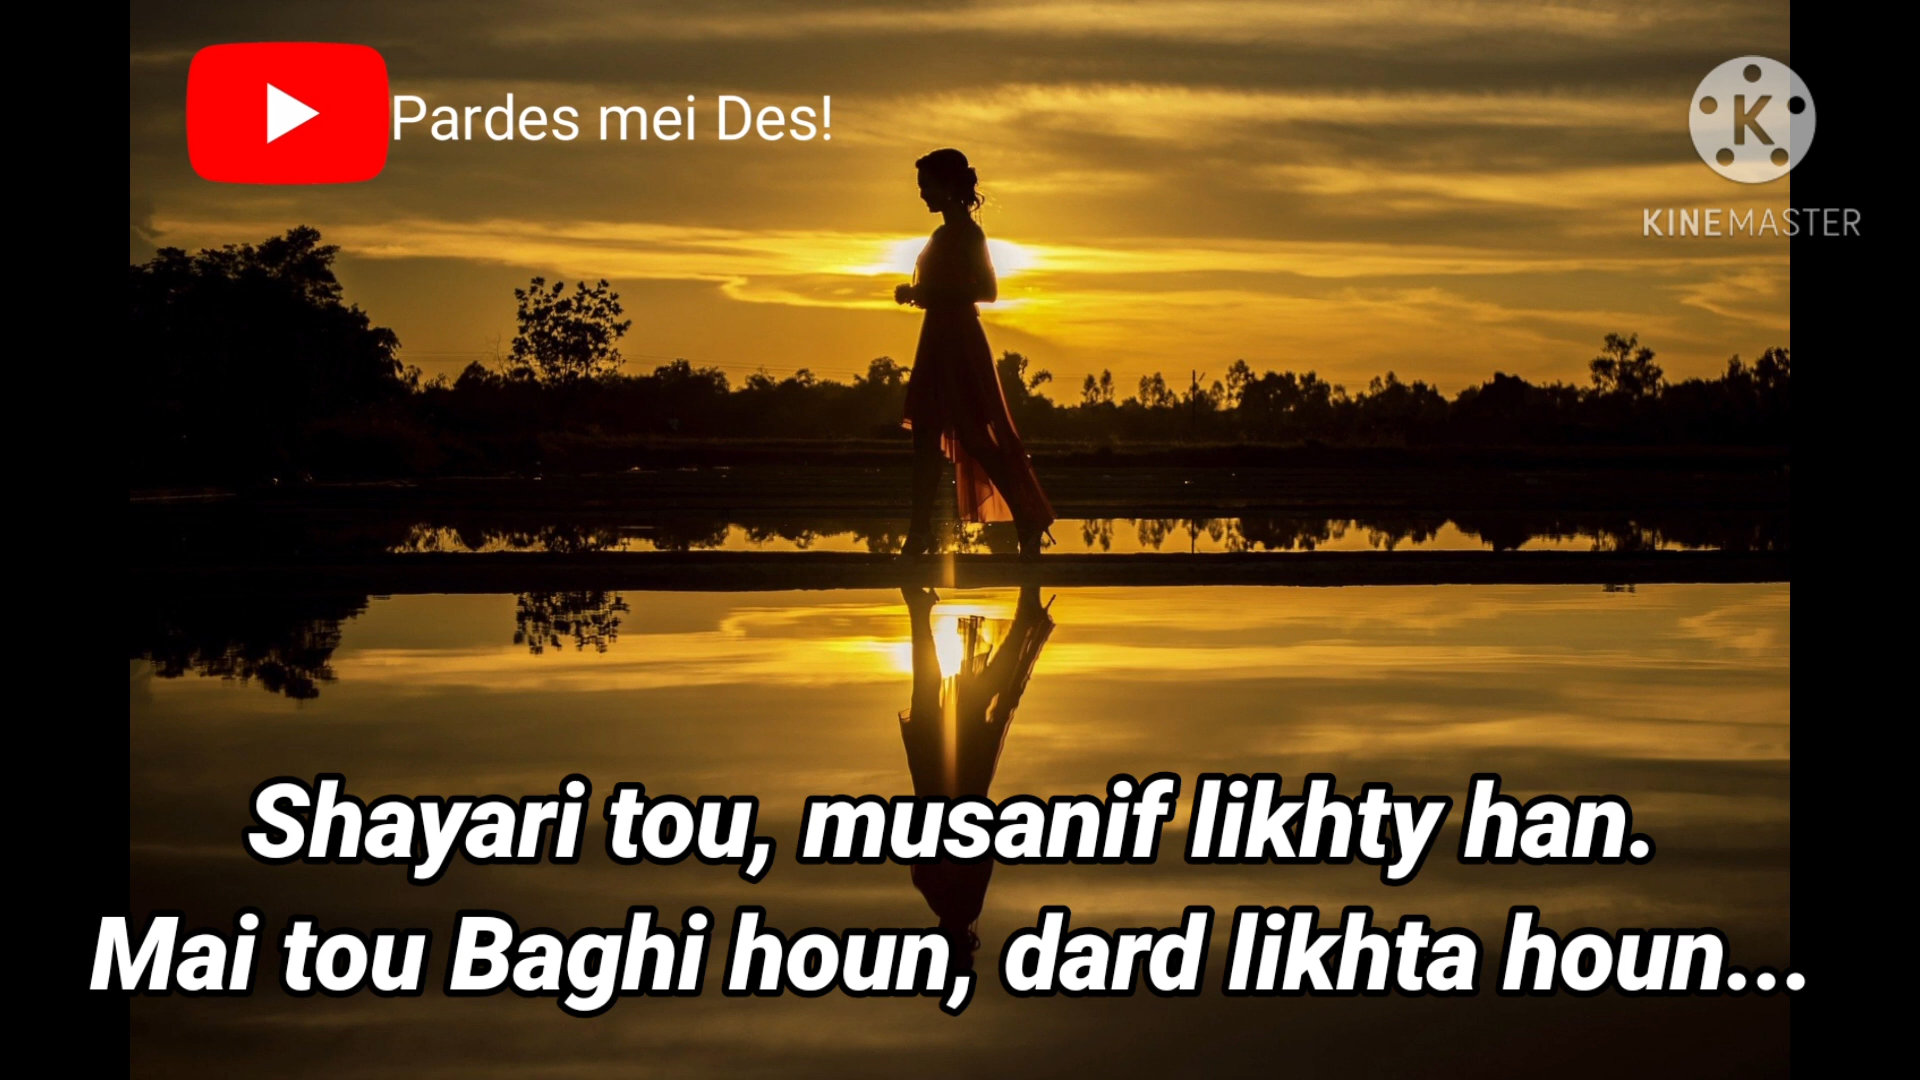 Pardes mei Des!
KINEMASTER
Shayari tou, musanif likhty han.
Mai tou Baghi houn, dard likhta houn...